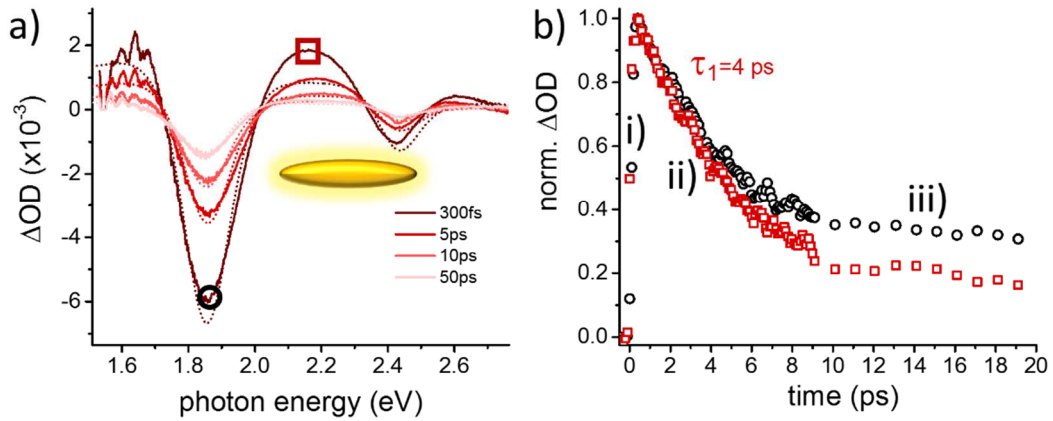 a)
ΔOD (x10⁻³)
2
0
-2
-4
-6
300fs
5ps
10ps
50ps
1.6
1.8
2.0
2.2
2.4
2.6
photon energy (eV)
b)
norm. ΔOD
1.0
0.8
0.6
0.4
0.2
0.0
τ₁=4 ps
i)
ii)
iii)
0
2
4
6
8
10
12
14
16
18
20
time (ps)